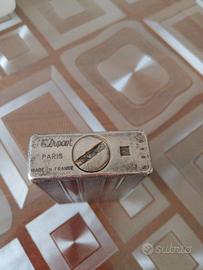 S.T. Dupont
PARIS
MADE IN FRANCE
subito